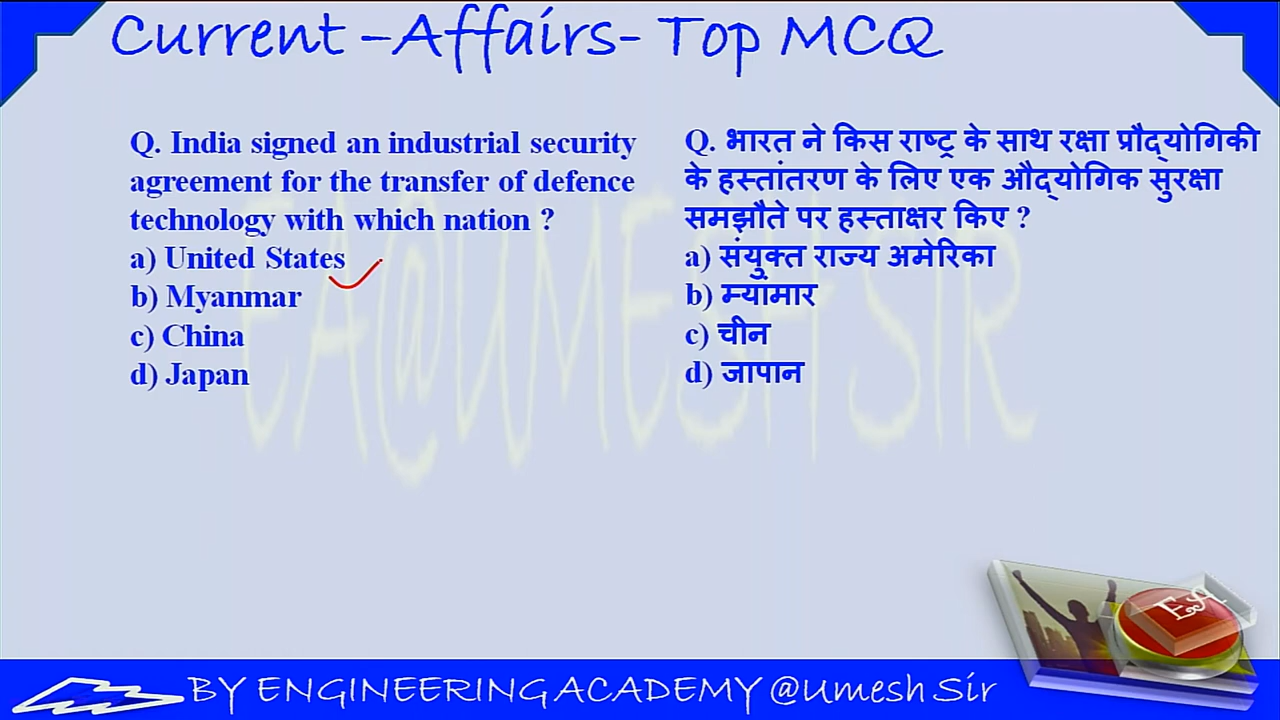 Current -Affairs- Top MCQ
Q. India signed an industrial security
agreement for the transfer of defence
technology with which nation ?
a) United States
b) Myanmar
c) China
d) Japan
Q. भारत ने किस राष्ट्र के साथ रक्षा प्रौद्योगिकी
के हस्तांतरण के लिए एक औद्योगिक सुरक्षा
समझौते पर हस्ताक्षर किए ?
a) संयुक्त राज्य अमेरिका
b) म्यांमार
c) चीन
d) जापान
EA@UMESH SIR
EA
BY ENGINEERING ACADEMY @Umesh Sir